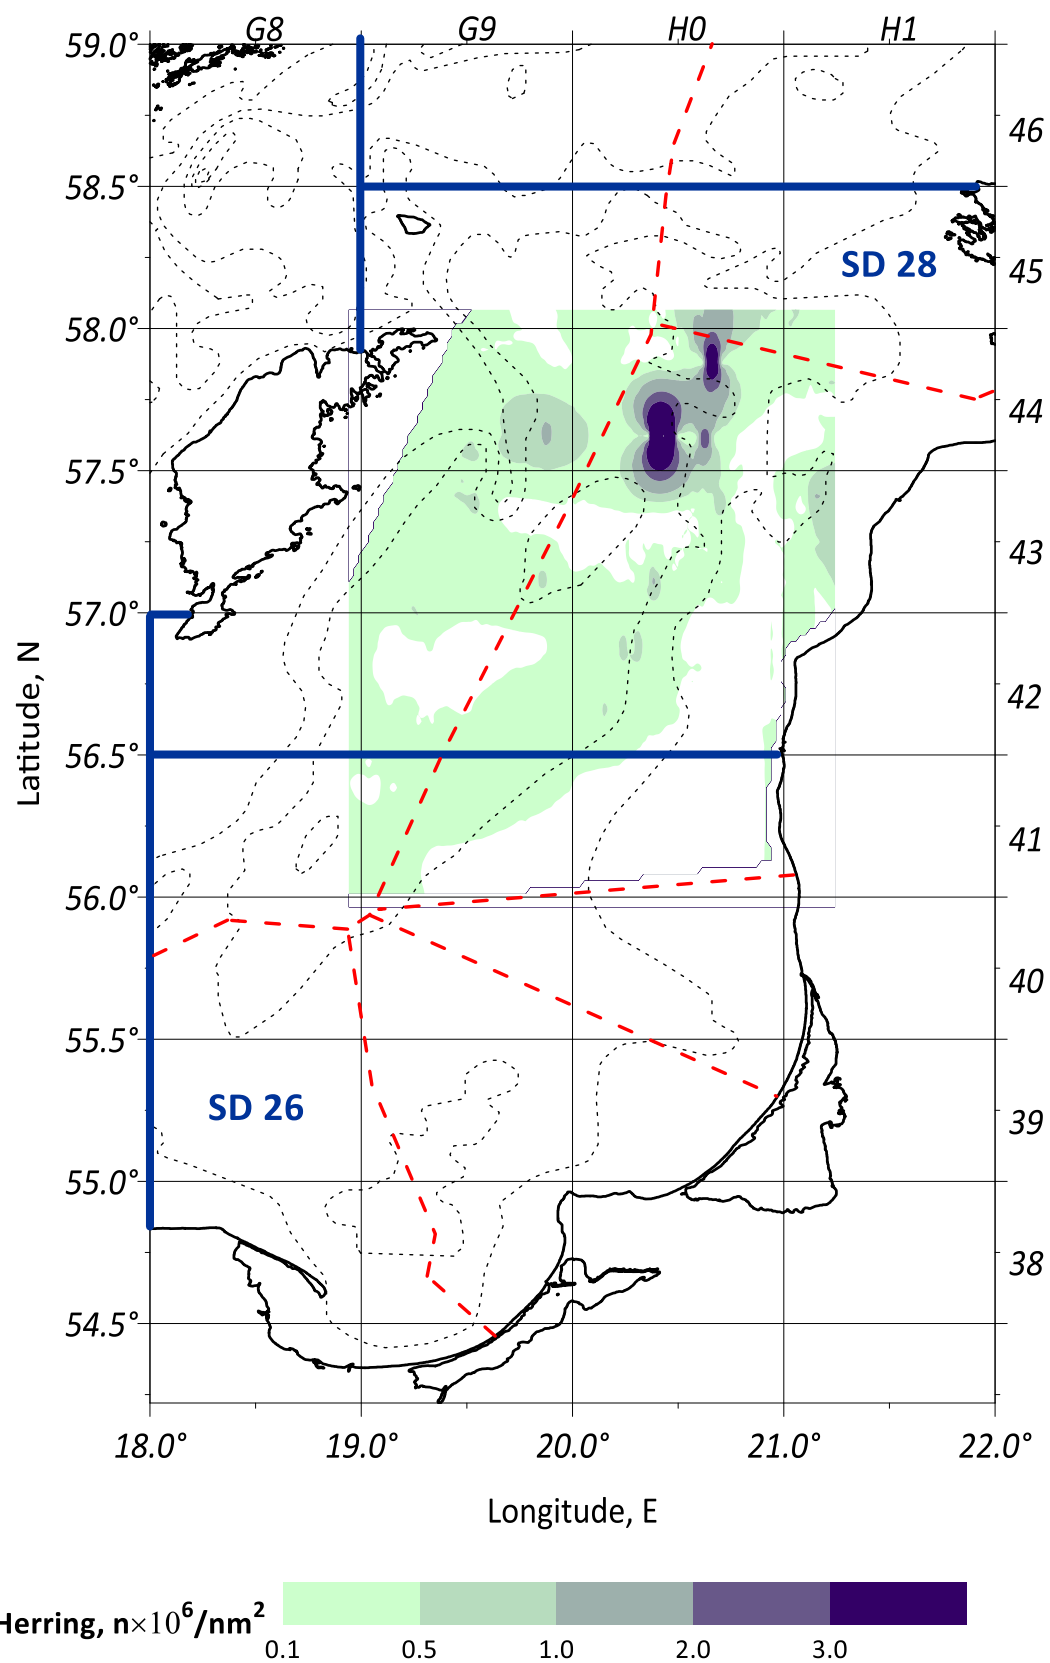 G8 G9 H0 H1
59.0°
46
58.5°
SD 28
45
58.0°
44
57.5°
43
57.0°
42
56.5°
41
56.0°
40
55.5°
SD 26
39
55.0°
38
54.5°
Latitude, N
18.0° 19.0° 20.0° 21.0° 22.0°
Longitude, E
Herring, n×10⁶/nm²
0.1 0.5 1.0 2.0 3.0